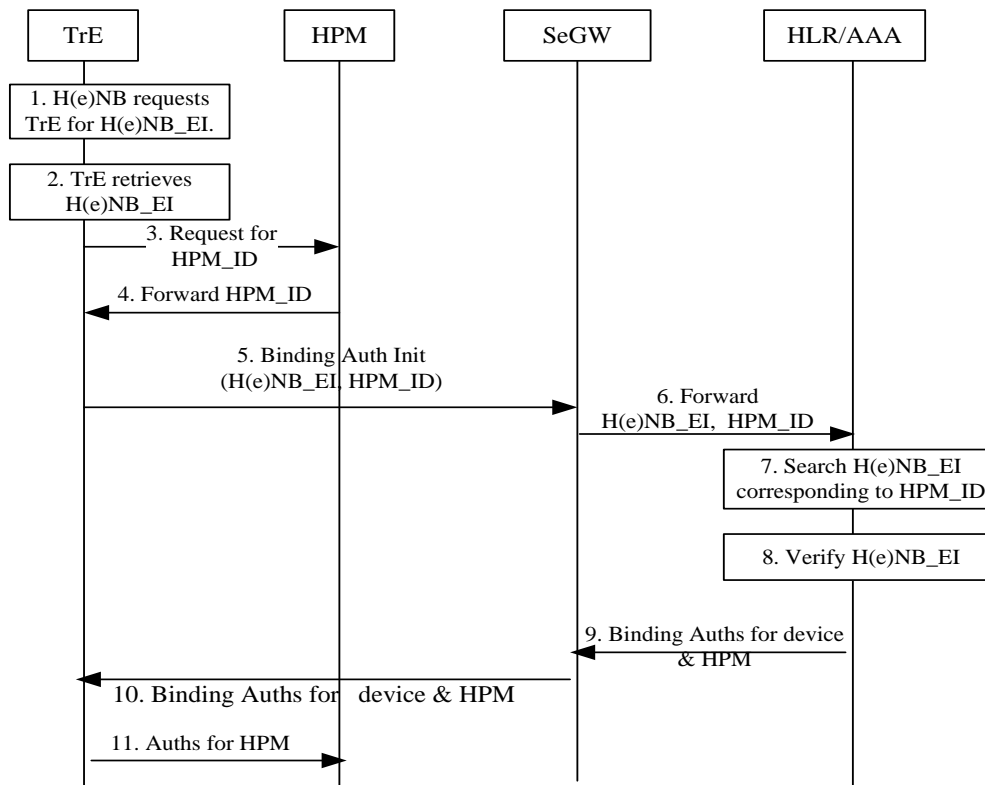 TrE
HPM
SeGW
HLR/AAA
1. H(e)NB requests
TrE for H(e)NB_EI.
2. TrE retrieves
H(e)NB_EI
3. Request for
HPM_ID
4. Forward HPM_ID
5. Binding Auth Init
(H(e)NB_EI, HPM_ID)
6. Forward
H(e)NB_EI, HPM_ID
7. Search H(e)NB_EI
corresponding to HPM_ID
8. Verify H(e)NB_EI
9. Binding Auths for device
& HPM
10. Binding Auths for device & HPM
11. Auths for HPM